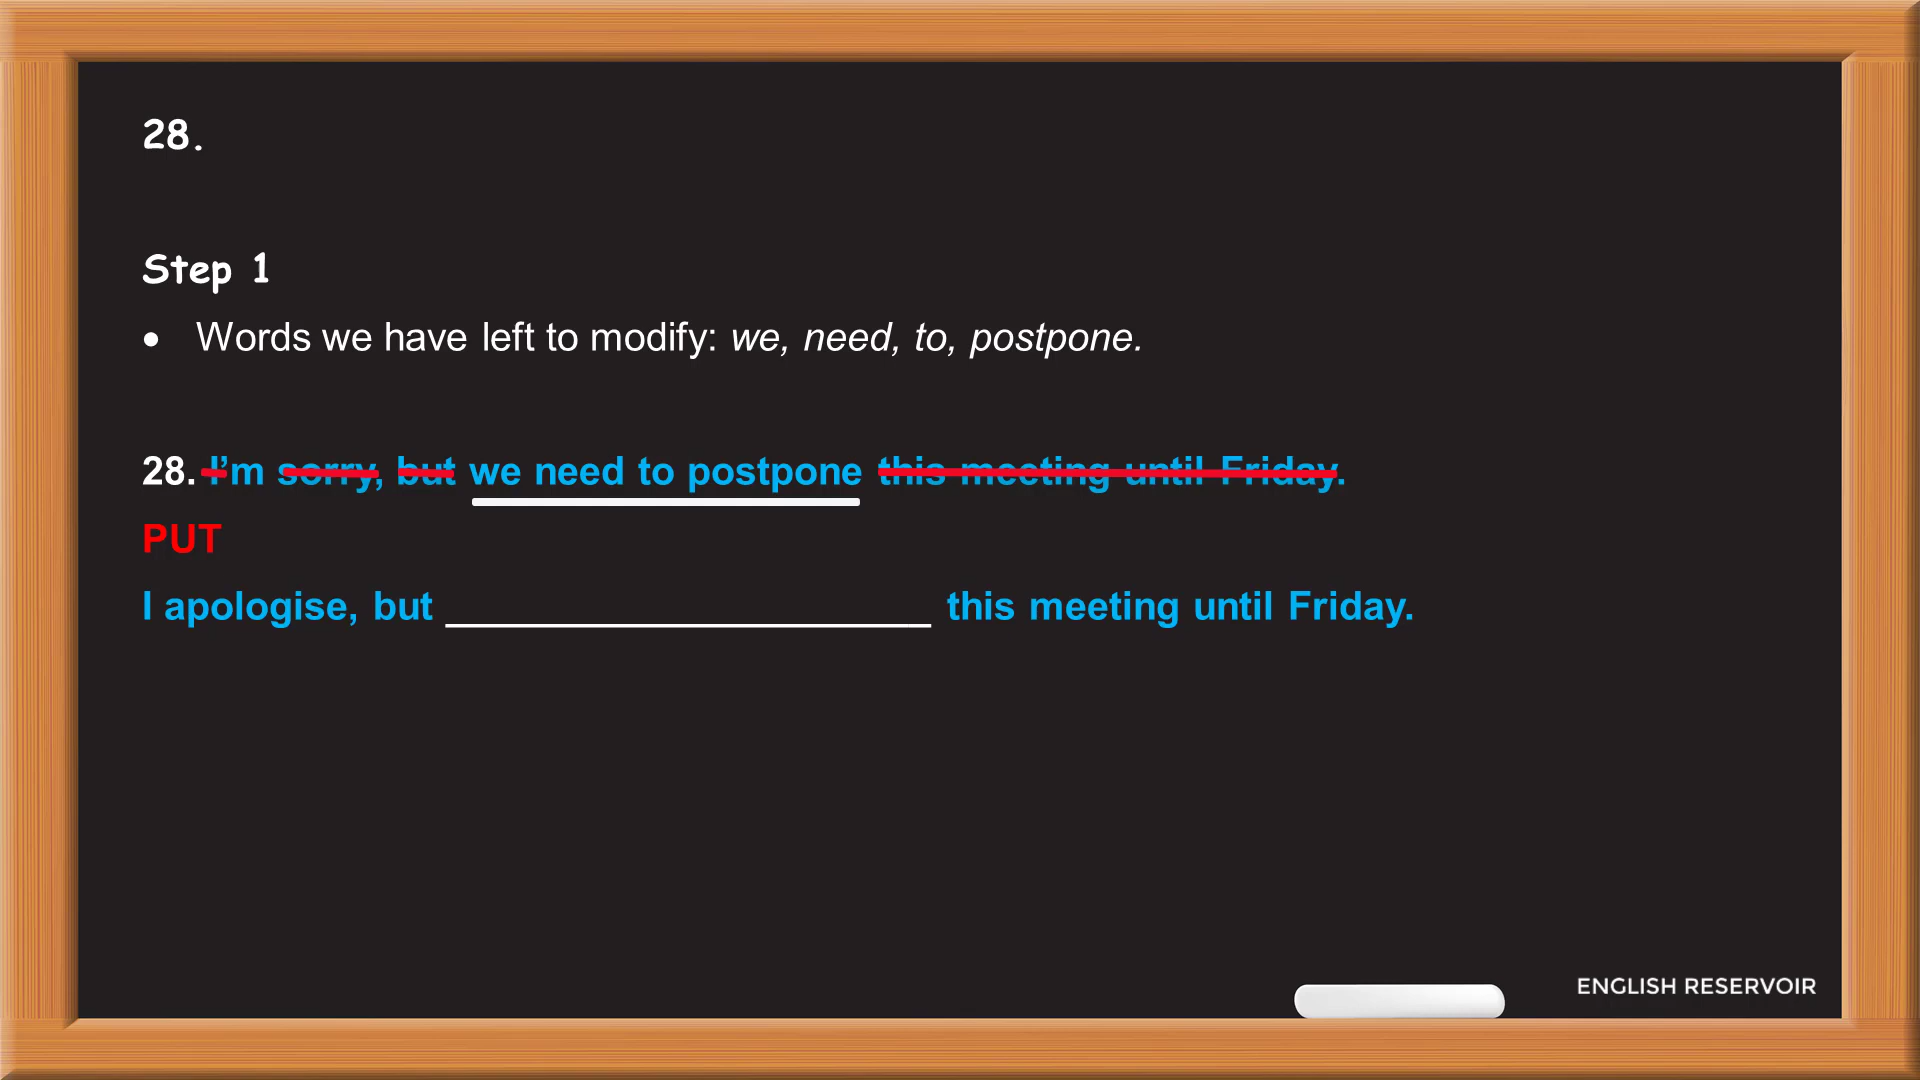 28.
Step 1
• Words we have left to modify: we, need, to, postpone.
28. I’m sorry, but we need to postpone this meeting until Friday.
PUT
I apologise, but ______________________ this meeting until Friday.
ENGLISH RESERVOIR